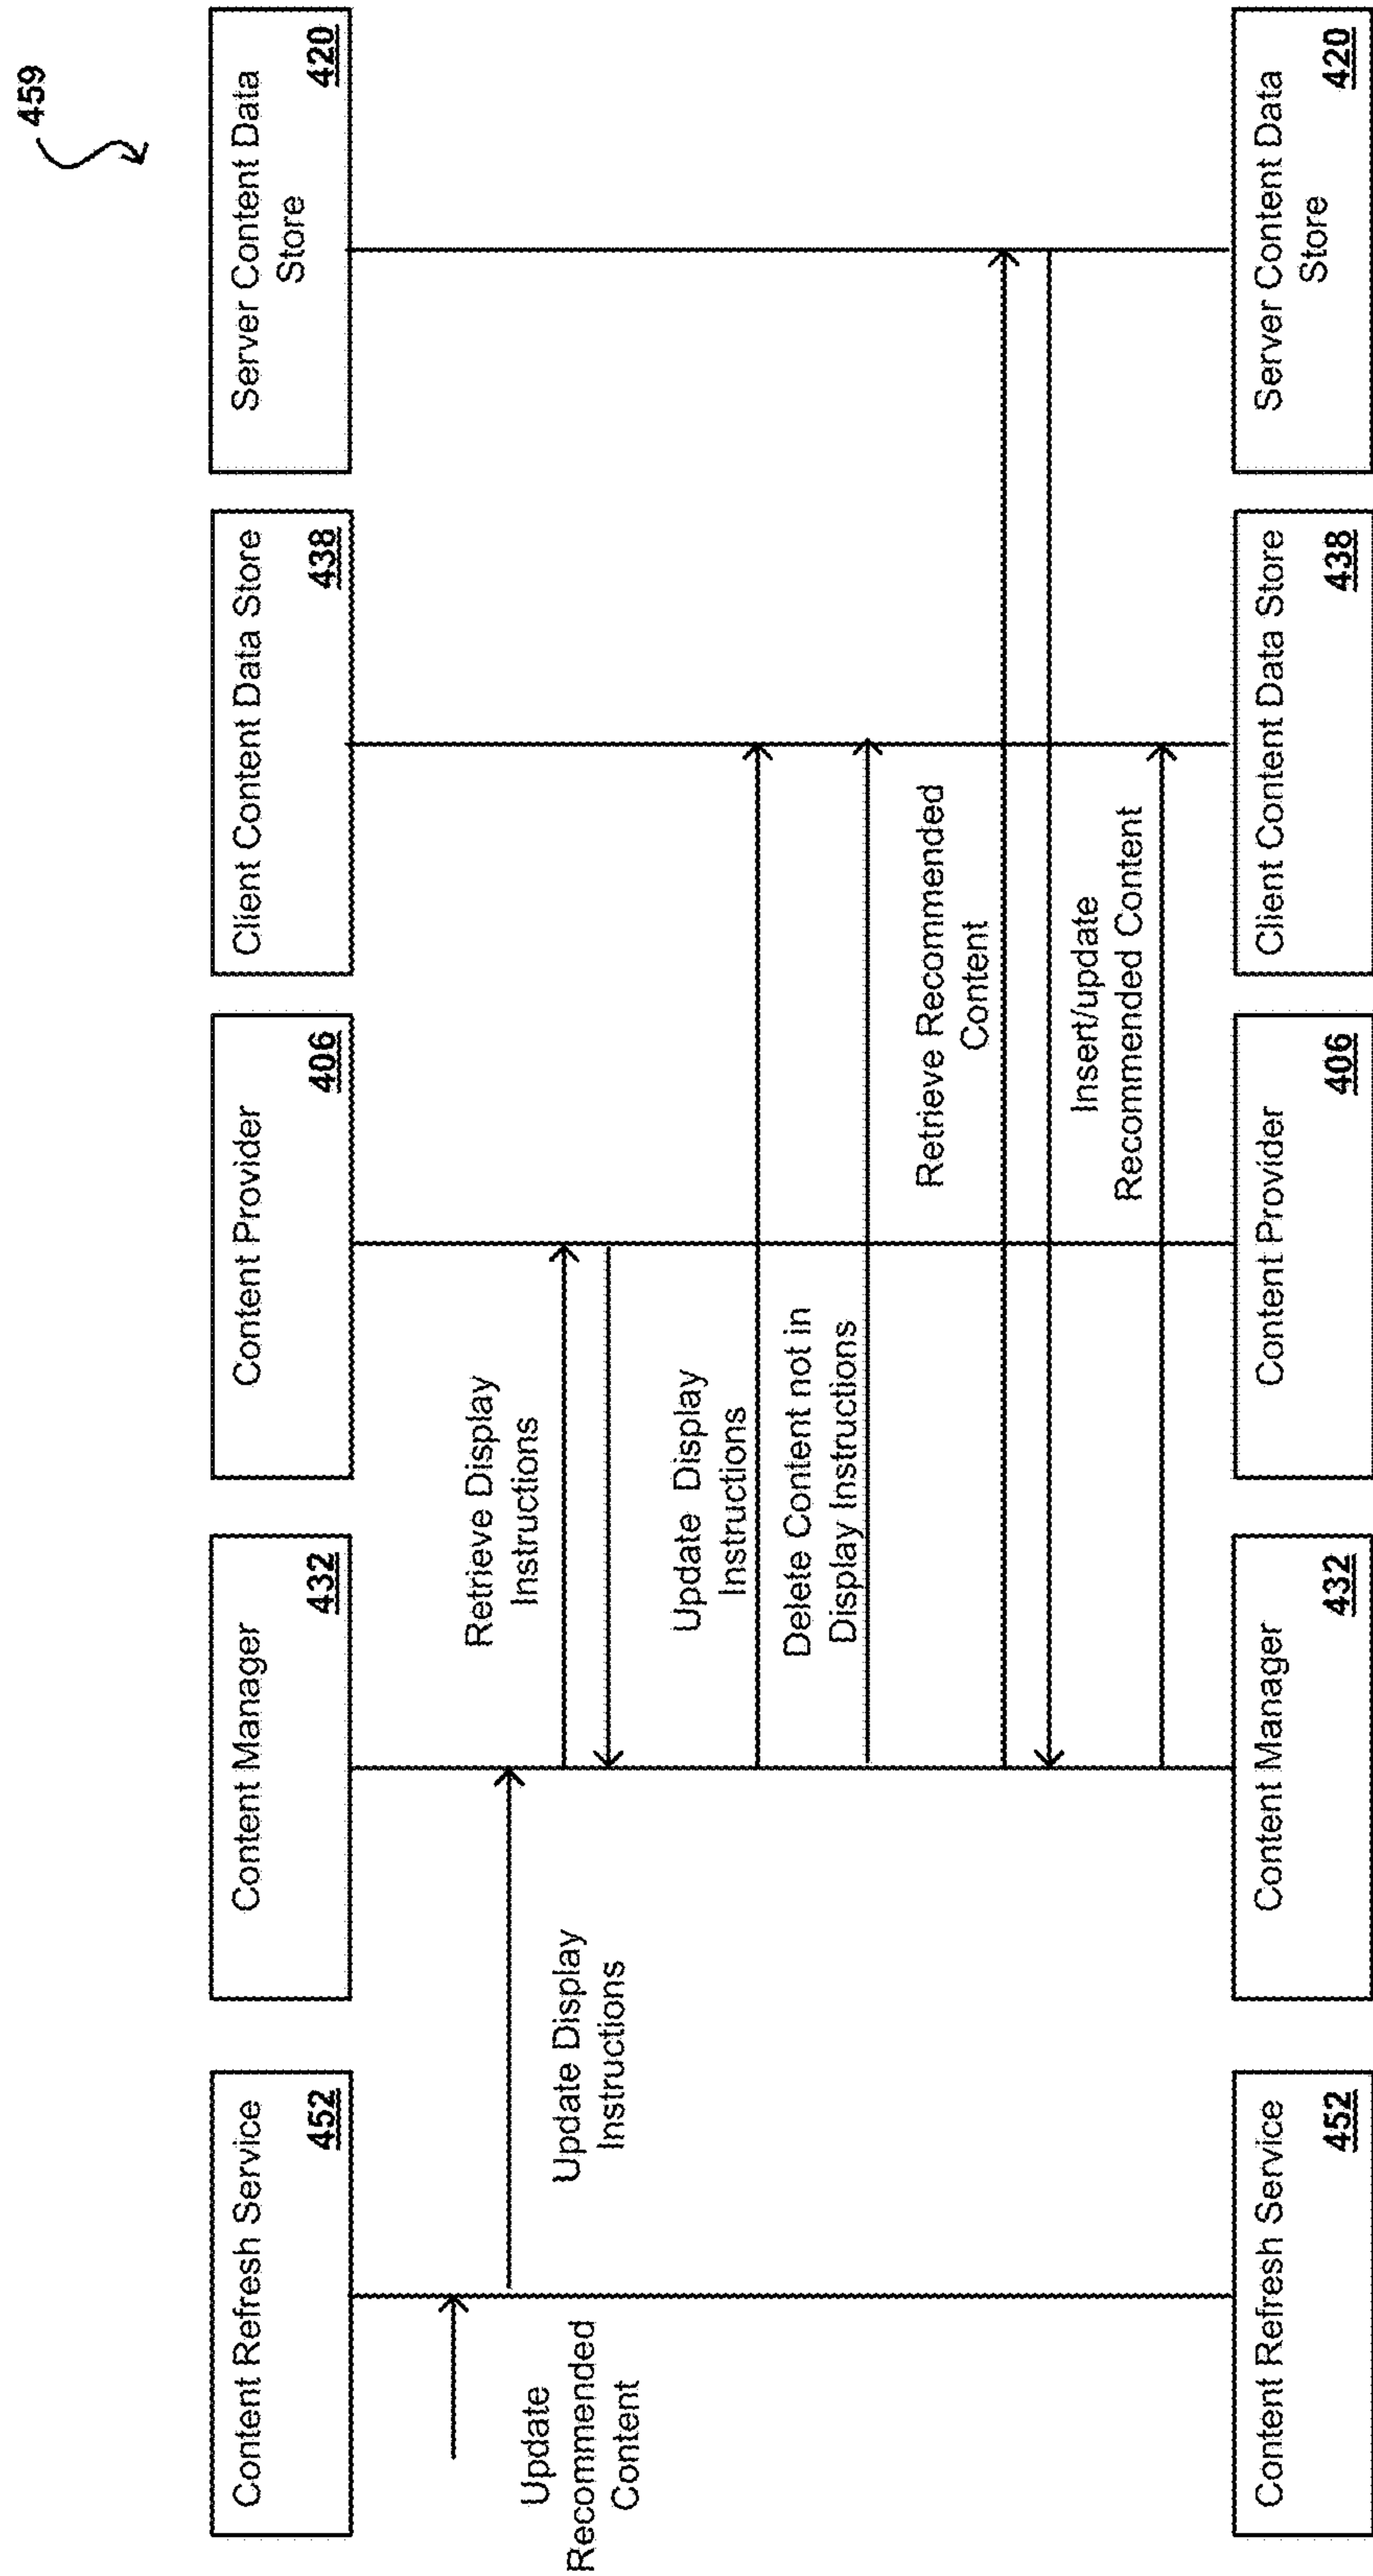 459
Content Refresh Service
452
Content Manager
432
Content Provider
406
Client Content Data Store
438
Server Content Data
Store
420
Update
Recommended
Content
Update Display
Instructions
Retrieve Display
Instructions
Update Display
Instructions
Delete Content not in
Display Instructions
Retrieve Recommended
Content
Insert/update
Recommended Content
Content Refresh Service
452
Content Manager
432
Content Provider
406
Client Content Data Store
438
Server Content Data
Store
420